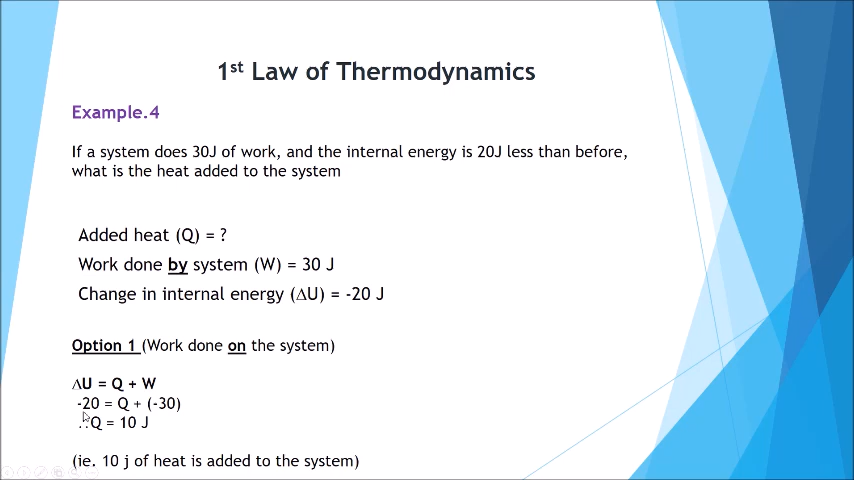 1st Law of Thermodynamics
Example.4
If a system does 30J of work, and the internal energy is 20J less than before,
what is the heat added to the system
Added heat (Q) = ?
Work done by system (W) = 30 J
Change in internal energy (∆U) = -20 J
Option 1 (Work done on the system)
∆U = Q + W
-20 = Q + (-30)
∴Q = 10 J
(ie. 10 j of heat is added to the system)